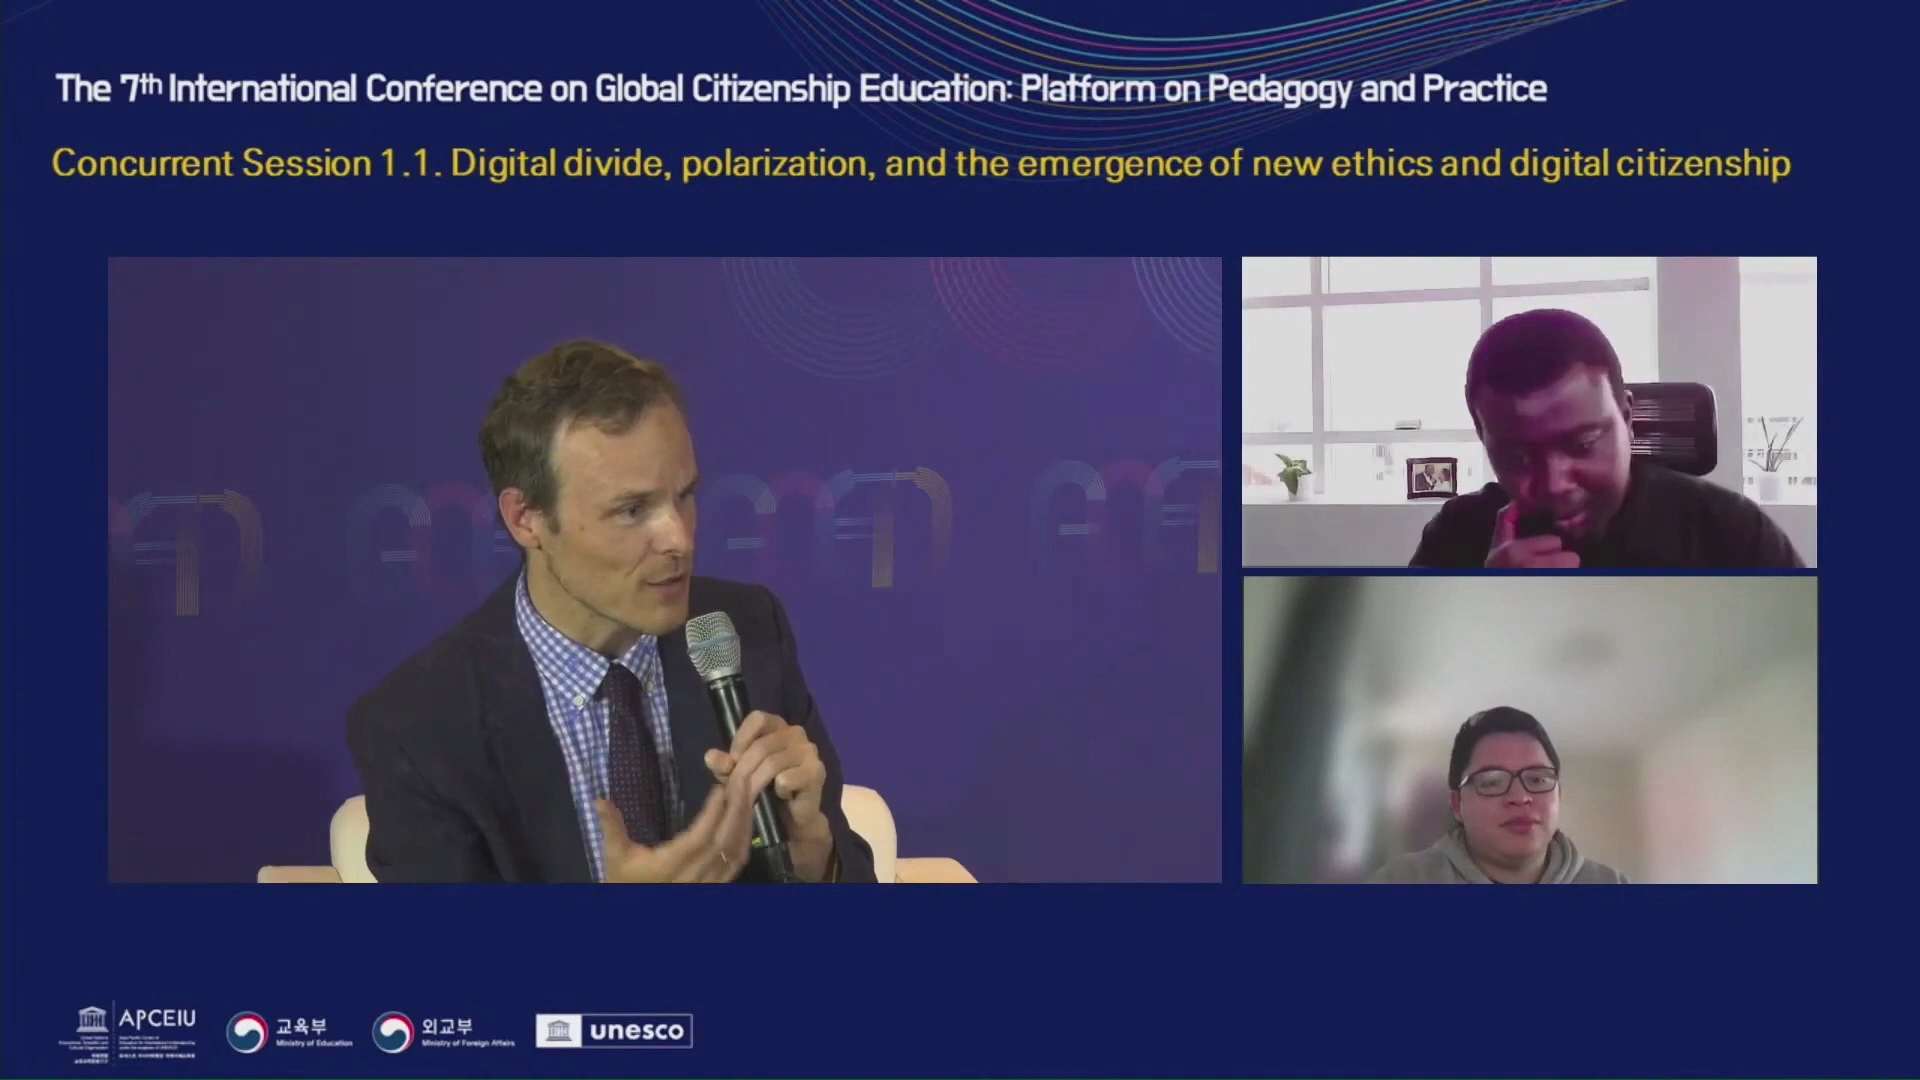 The 7th International Conference on Global Citizenship Education: Platform on Pedagogy and Practice
Concurrent Session 1.1. Digital divide, polarization, and the emergence of new ethics and digital citizenship
APCEIU
교육부
Ministry of Education
외교부
Ministry of Foreign Affairs
unesco